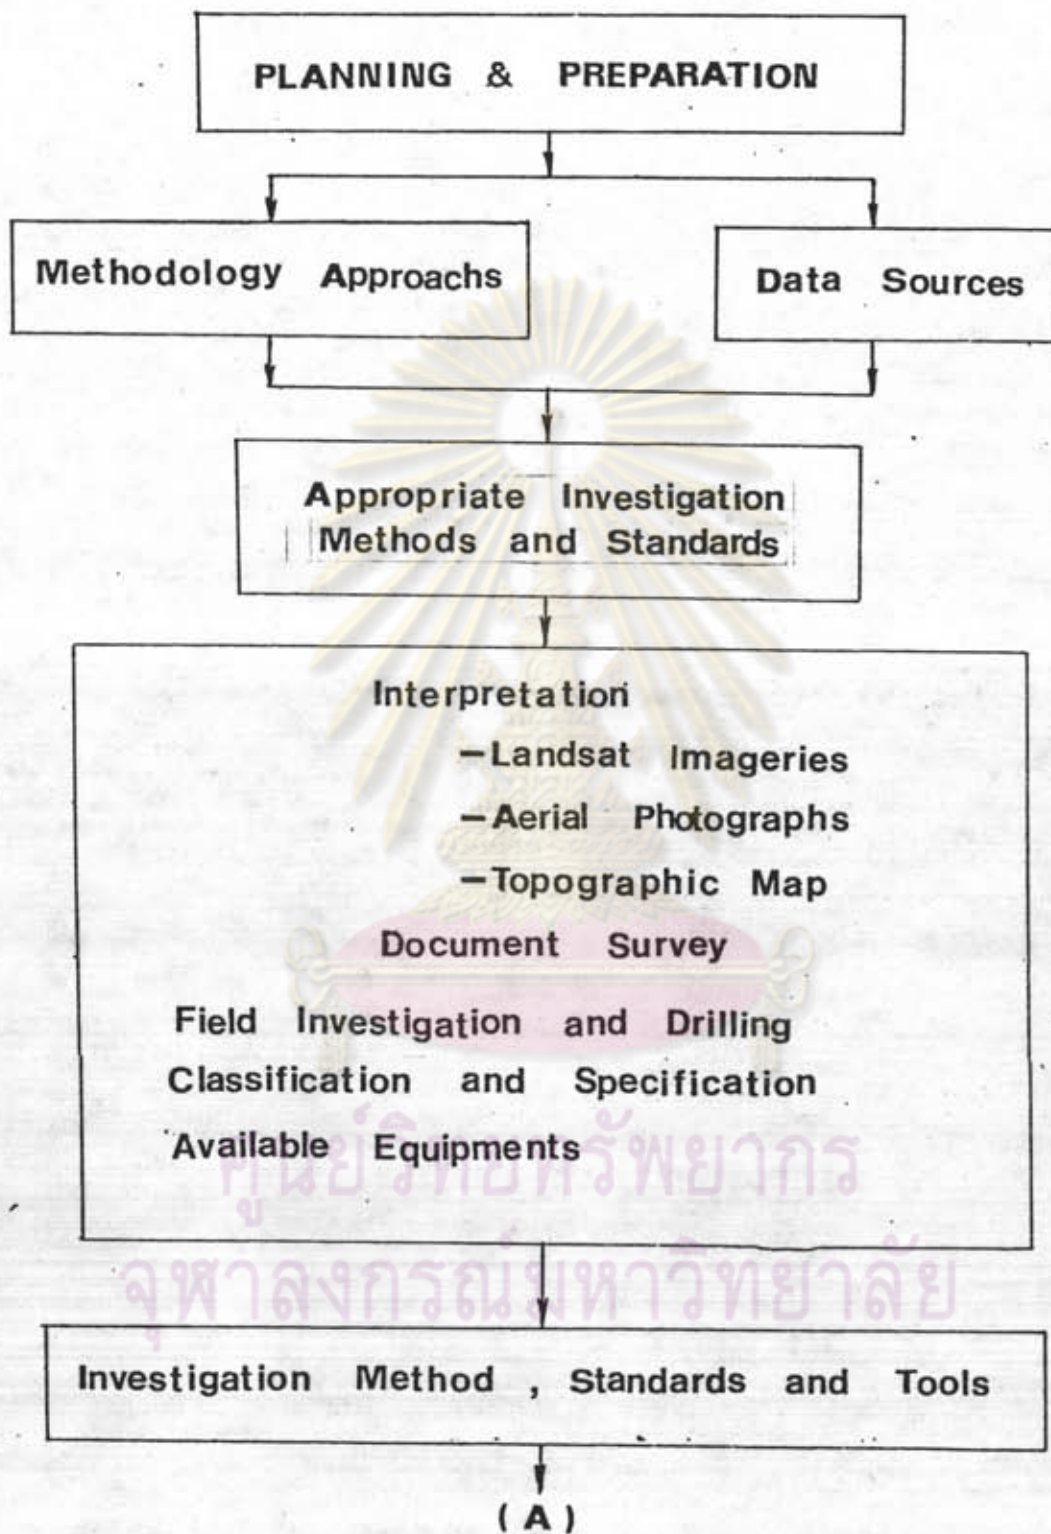 PLANNING & PREPARATION
Methodology Approachs
Data Sources
Appropriate Investigation
Methods and Standards
Interpretation
—Landsat Imageries
—Aerial Photographs
—Topographic Map
Document Survey
Field Investigation and Drilling
Classification and Specification
Available Equipments
ศูนย์วิทยทรัพยากร
จุฬาลงกรณ์มหาวิทยาลัย
Investigation Method , Standards and Tools
( A )